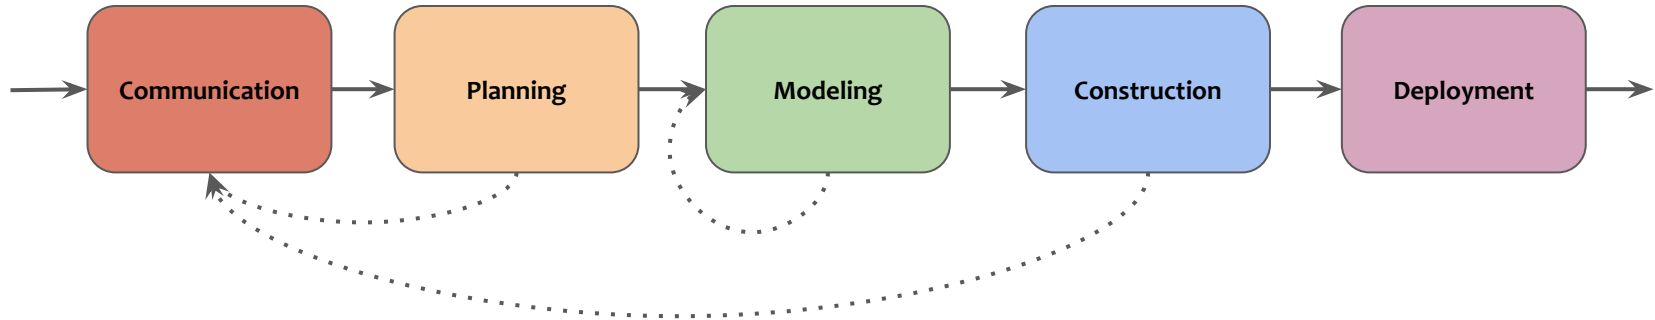 Communication
Planning
Modeling
Construction
Deployment